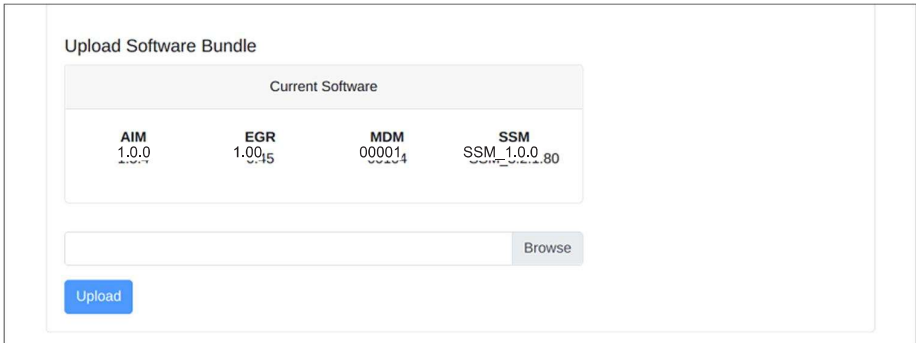 Upload Software Bundle
Current Software
AIM EGR MDM SSM
1.0.0 1.00 00001 SSM_1.0.0
Browse
Upload